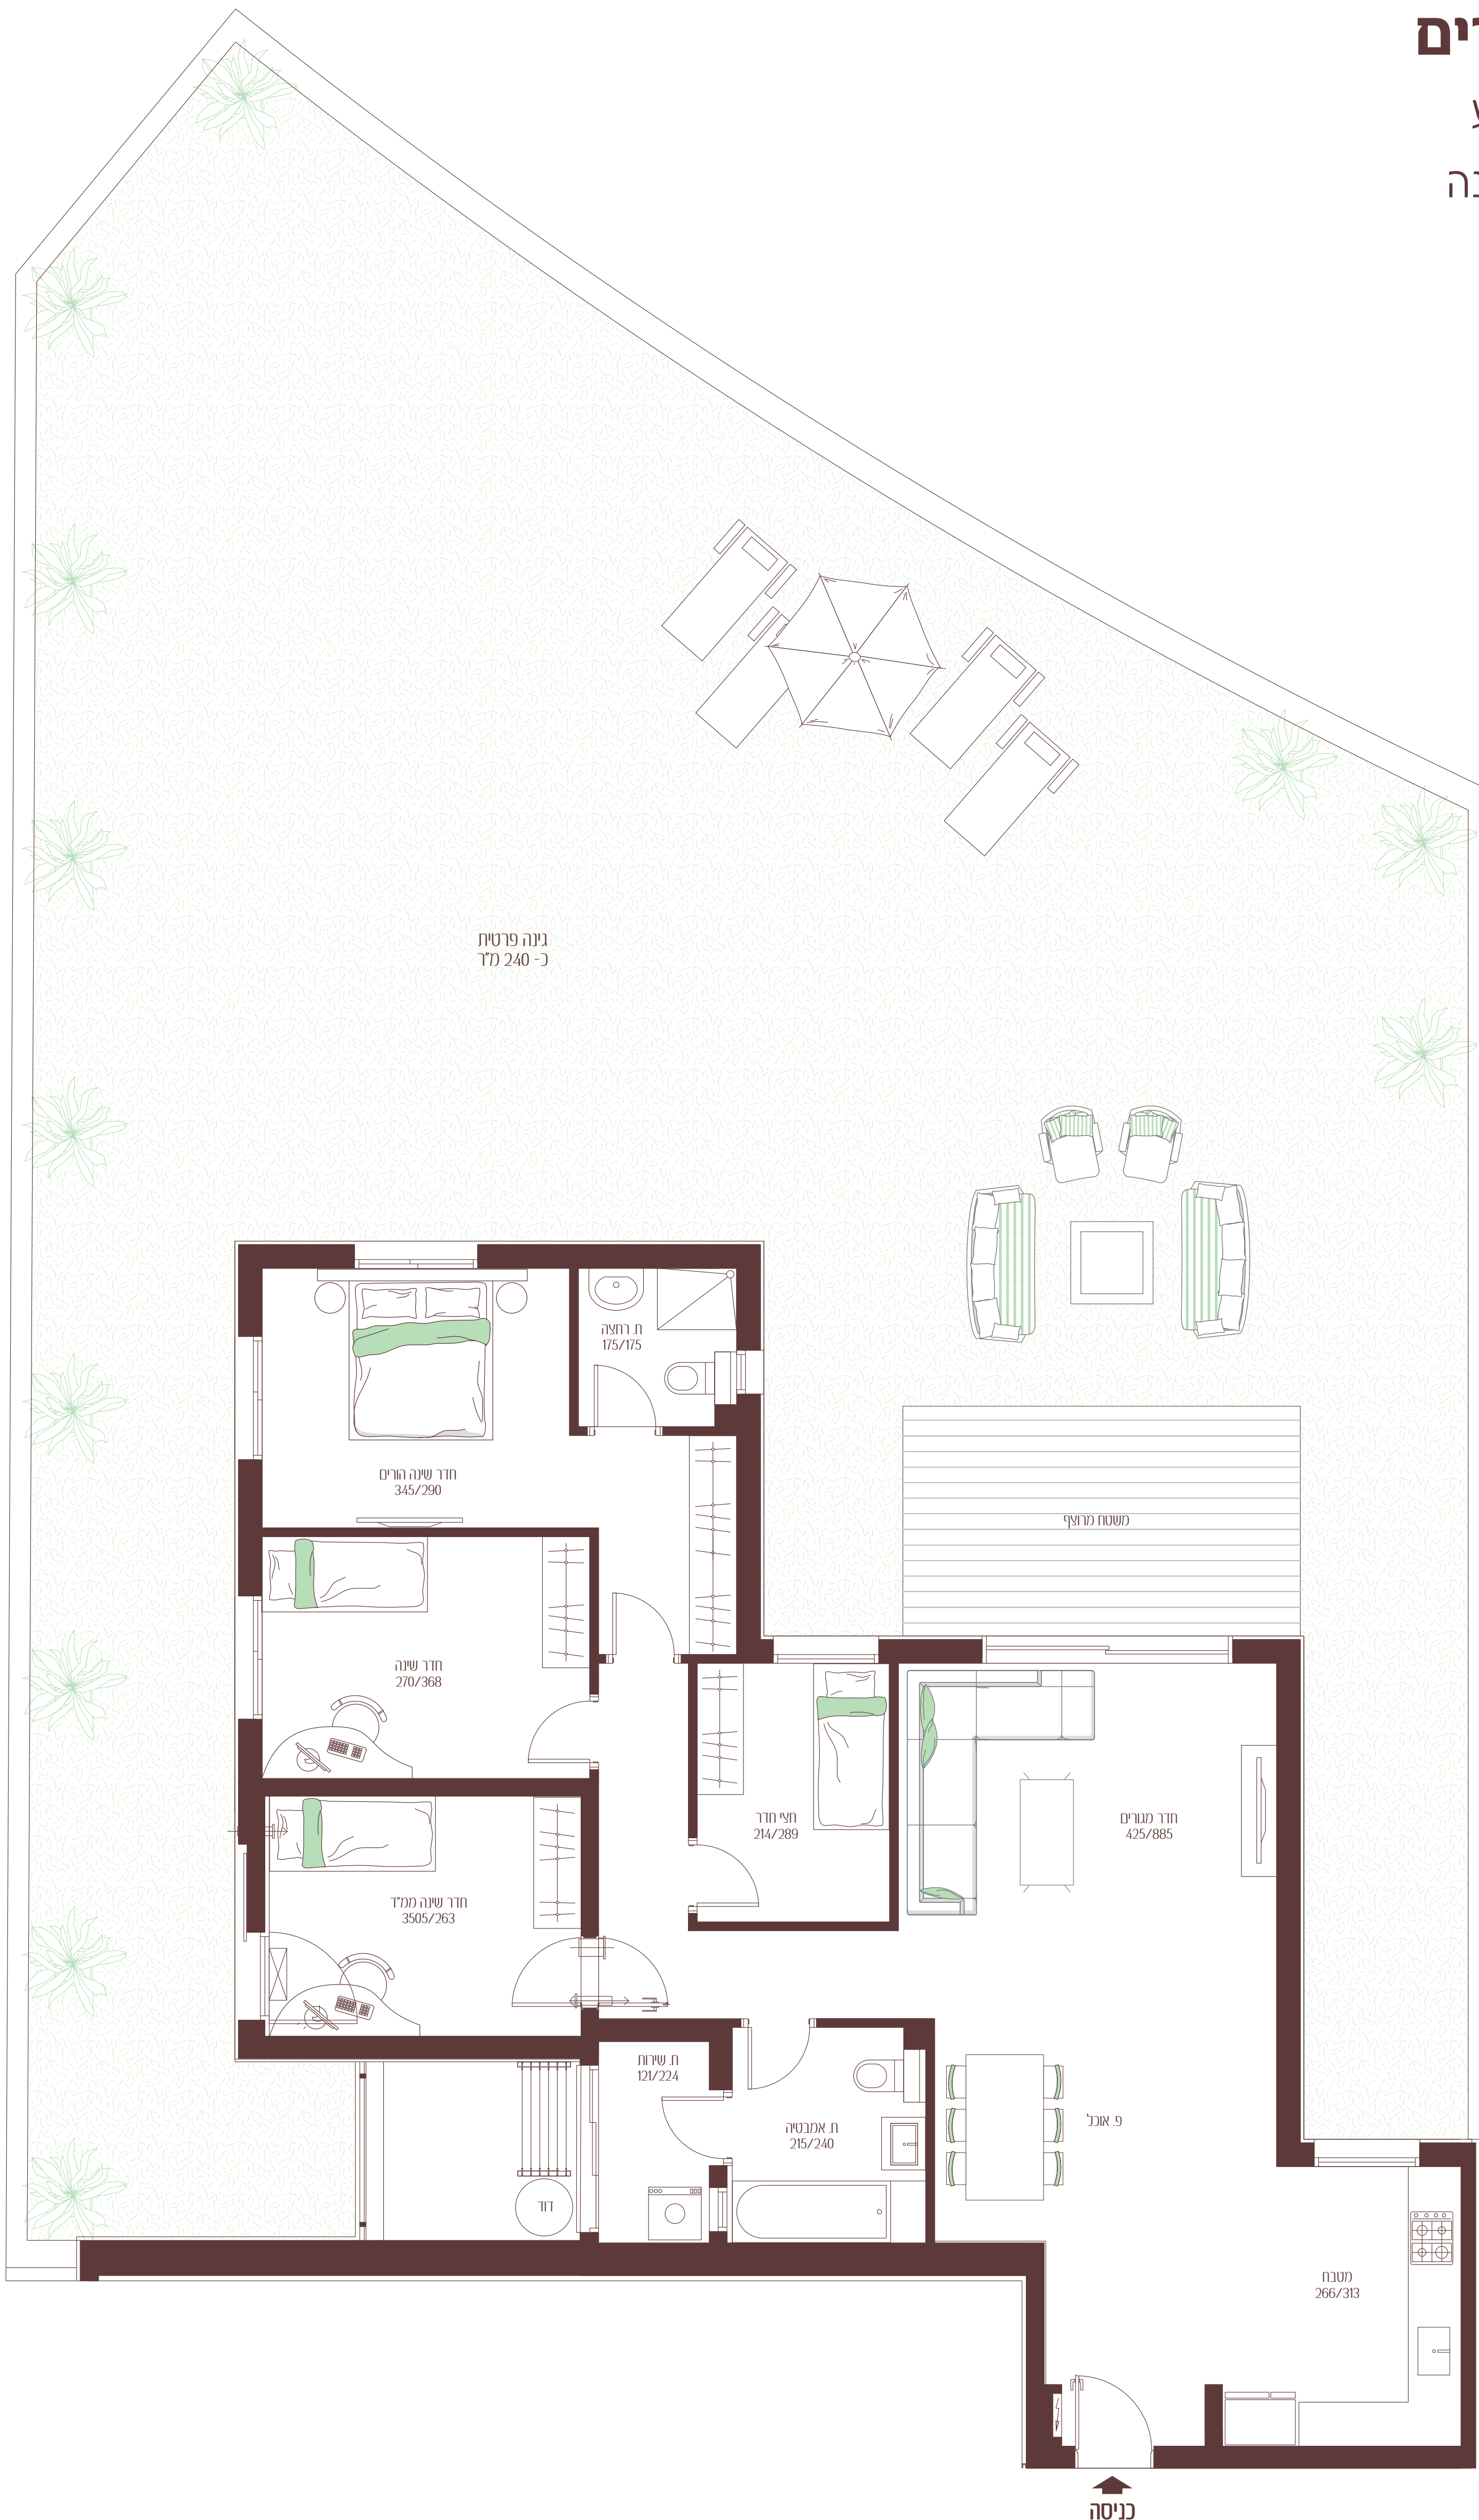 גינה פרטית
כ- 240 מ"ר
ח. רחצה
175/175
חדר שינה הורים
345/290
משטח מרוצף
חדר שינה
270/368
חצי חדר
214/289
חדר מגורים
425/885
חדר שינה ממ"ד
3505/263
ח. שירות
121/224
ח. אמבטיה
215/240
פ. אוכל
דוד
מטבח
266/313
כניסה